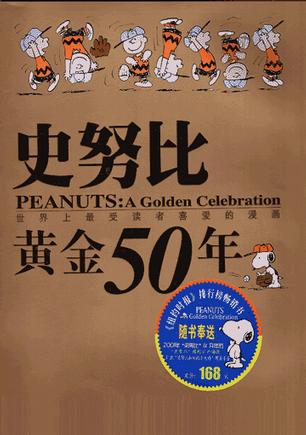 史努比
PEANUTS: A Golden Celebration
世界上最受读者喜爱的漫画
黄金50年
《纽约时报》排行榜畅销书
PEANUTS
A Golden Celebration
随书奉送
168